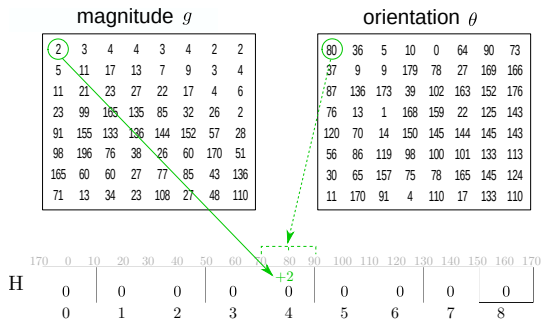 magnitude g
orientation θ
2 3 4 4 3 4 2 2
5 11 17 13 7 9 3 4
11 21 23 27 22 17 4 6
23 99 165 135 85 32 26 2
91 155 133 136 144 152 57 28
98 196 76 38 26 60 170 51
165 60 60 27 77 85 43 136
71 13 34 23 108 27 48 110
80 36 5 10 0 64 90 73
37 9 9 179 78 27 169 166
87 136 173 39 102 163 152 176
76 13 1 168 159 22 125 143
120 70 14 150 145 144 145 143
56 86 119 98 100 101 133 113
30 65 157 75 78 165 145 124
11 170 91 4 110 17 133 110
170 0 10 20 30 40 50 60 70 80 90 100 110 120 130 140 150 160 170
+2
H 0 0 0 0 0 0 0 0 0
0 1 2 3 4 5 6 7 8